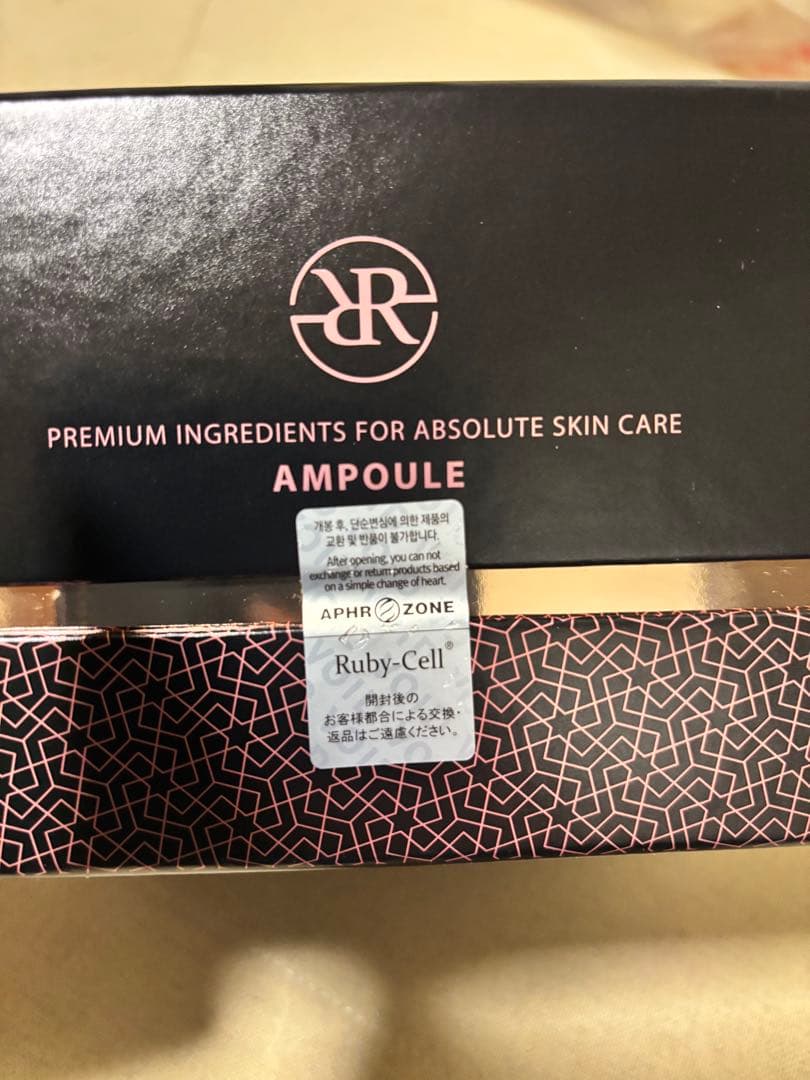 RR
PREMIUM INGREDIENTS FOR ABSOLUTE SKIN CARE
AMPOULE
개봉 후, 단순변심에 의한 제품의
교환 및 반품이 불가합니다.
After opening, you can not
exchange or return products based
on a simple change of heart.
APHROZONE
Ruby-Cell®
開封後の
お客様都合による交換・
返品はご遠慮ください。